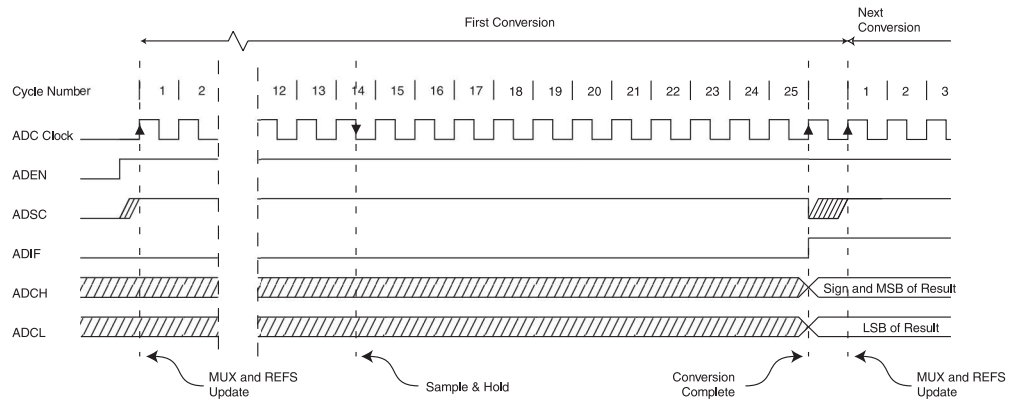 First Conversion
Next
Conversion
Cycle Number 1 2 12 13 14 15 16 17 18 19 20 21 22 23 24 25 1 2 3
ADC Clock
ADEN
ADSC
ADIF
ADCH Sign and MSB of Result
ADCL LSB of Result
MUX and REFS
Update
Sample & Hold
Conversion
Complete
MUX and REFS
Update